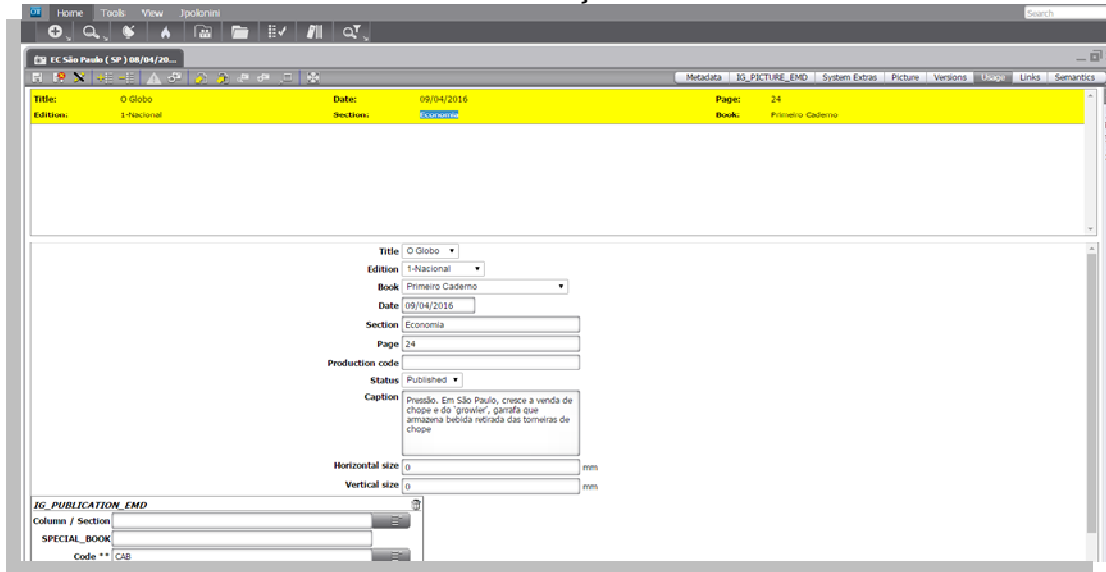 Home Tools View Jpolonini Search
EC São Paulo ( SP ) 08/04/20...
Metadata IG_PICTURE_EMD System Extras Picture Versions Usage Links Semantics
Title: O Globo Date: 09/04/2016 Page: 24
Edition: 1-Nacional Section: Economia Book: Primeiro Caderno
Title O Globo
Edition 1-Nacional
Book Primeiro Caderno
Date 09/04/2016
Section Economia
Page 24
Production code
Status Published
Caption Pressão. Em São Paulo, cresce a venda de
chope e do 'growler', garrafa que
armazena bebida retirada das torneiras de
chope
Horizontal size 0 mm
Vertical size 0 mm
IG_PUBLICATION_EMD
Column / Section
SPECIAL_BOOK
Code ** CAB